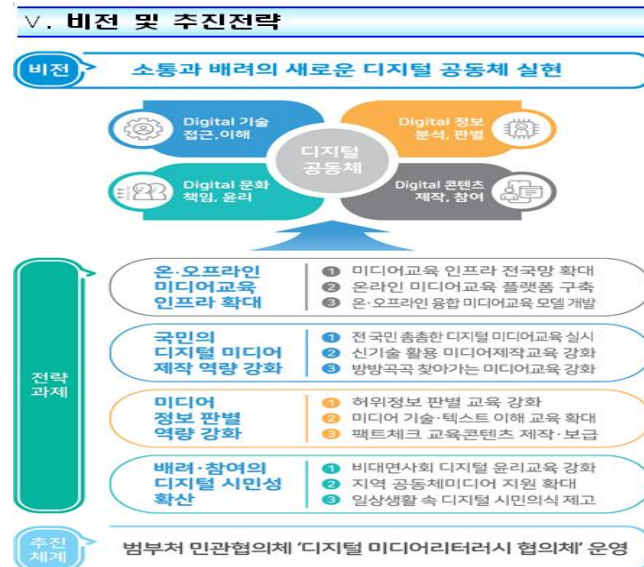 Ⅴ. 비전 및 추진전략
비전
소통과 배려의 새로운 디지털 공동체 실현
Digital 기술
접근,이해
Digital 정보
분석, 판별
디지털
공동체
Digital 문화
책임, 윤리
Digital 콘텐츠
제작, 참여
전략
과제
온·오프라인
미디어교육
인프라 확대
❶ 미디어교육 인프라 전국망 확대
❷ 온라인 미디어교육 플랫폼 구축
❸ 온·오프라인 융합 미디어교육 모델 개발
국민의
디지털 미디어
제작 역량 강화
❶ 전 국민 촘촘한 디지털 미디어교육 실시
❷ 신기술 활용 미디어제작교육 강화
❸ 방방곡곡 찾아가는 미디어교육 강화
미디어
정보 판별
역량 강화
❶ 허위정보 판별 교육 강화
❷ 미디어 기술·텍스트 이해 교육 확대
❸ 팩트체크 교육콘텐츠 제작·보급
배려·참여의
디지털 시민성
확산
❶ 비대면사회 디지털 윤리교육 강화
❷ 지역 공동체미디어 지원 확대
❸ 일상생활 속 디지털 시민의식 제고
추진
체계
범부처 민관협의체 ‘디지털 미디어리터러시 협의체’ 운영